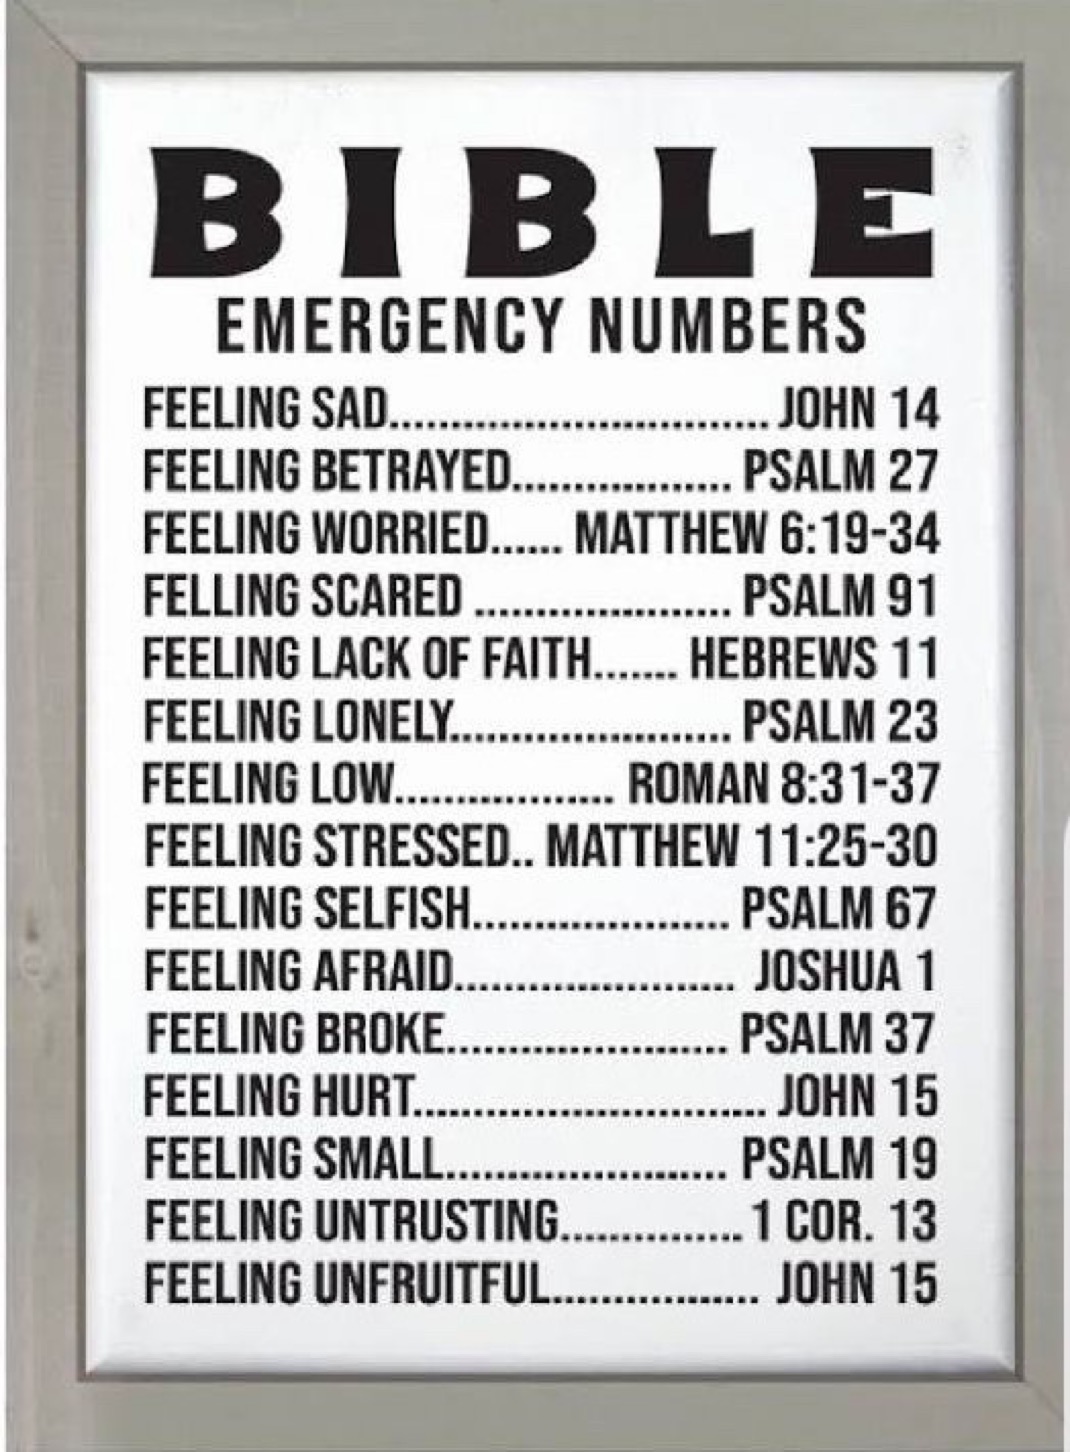 BIBLE
EMERGENCY NUMBERS
FEELING SAD............................... JOHN 14
FEELING BETRAYED.................. PSALM 27
FEELING WORRIED...... MATTHEW 6:19-34
FELLING SCARED ..................... PSALM 91
FEELING LACK OF FAITH....... HEBREWS 11
FEELING LONELY....................... PSALM 23
FEELING LOW.................. ROMAN 8:31-37
FEELING STRESSED.. MATTHEW 11:25-30
FEELING SELFISH..................... PSALM 67
FEELING AFRAID....................... JOSHUA 1
FEELING BROKE....................... PSALM 37
FEELING HURT............................. JOHN 15
FEELING SMALL....................... PSALM 19
FEELING UNTRUSTING............... 1 COR. 13
FEELING UNFRUITFUL................. JOHN 15